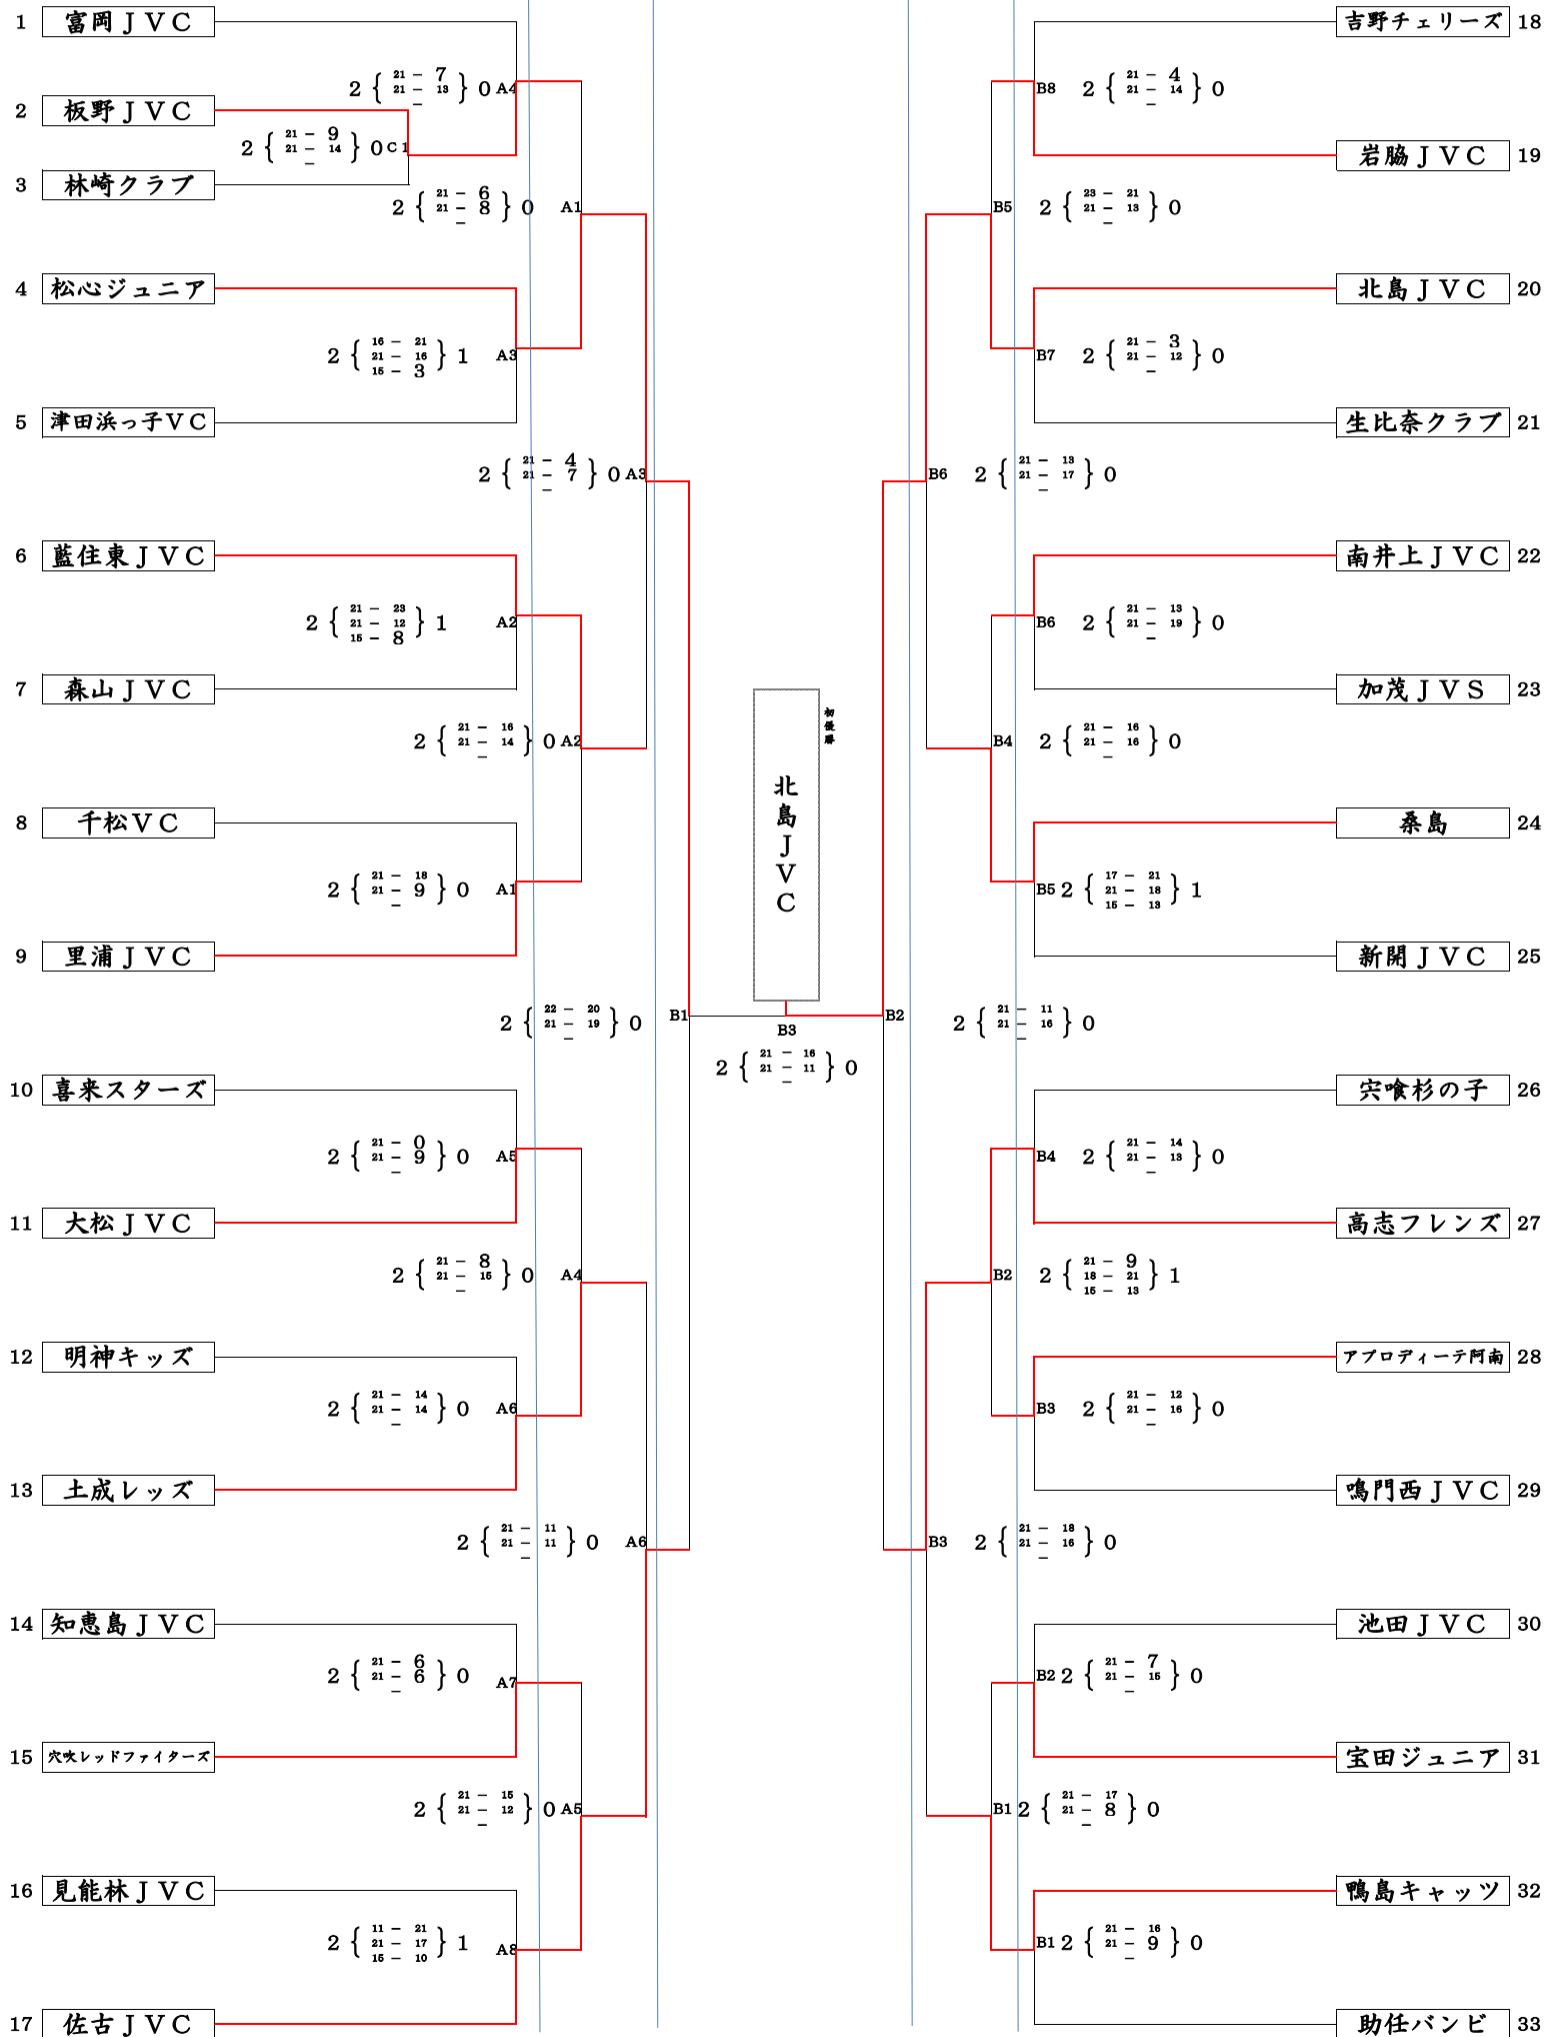 1 富岡ＪＶＣ
2 { 21 － 7 21 － 13 － } 0 A4
2 板野ＪＶＣ
2 { 21 － 9 21 － 14 － } 0 C1
3 林崎クラブ
2 { 21 － 6 21 － 8 － } 0 A1
4 松心ジュニア
2 { 16 － 21 21 － 16 15 － 3 } 1 A3
5 津田浜っ子ＶＣ
2 { 21 － 4 21 － 7 － } 0 A3
6 藍住東ＪＶＣ
2 { 21 － 23 21 － 12 15 － 8 } 1 A2
7 森山ＪＶＣ
2 { 21 － 16 21 － 14 － } 0 A2
8 千松ＶＣ
2 { 21 － 18 21 － 9 － } 0 A1
9 里浦ＪＶＣ
2 { 22 － 20 21 － 19 － } 0 B1
10 喜来スターズ
2 { 21 － 0 21 － 9 － } 0 A5
11 大松ＪＶＣ
2 { 21 － 8 21 － 15 － } 0 A4
12 明神キッズ
2 { 21 － 14 21 － 14 － } 0 A6
13 土成レッズ
2 { 21 － 11 21 － 11 － } 0 A6
14 知恵島ＪＶＣ
2 { 21 － 6 21 － 6 － } 0 A7
15 穴吹レッドファイターズ
2 { 21 － 15 21 － 12 － } 0 A5
16 見能林ＪＶＣ
2 { 11 － 21 21 － 17 15 － 10 } 1 A8
17 佐古ＪＶＣ
初優勝
北島ＪＶＣ
B3
2 { 21 － 16 21 － 11 － } 0
吉野チェリーズ 18
B8 2 { 21 － 4 21 － 14 － } 0
岩脇ＪＶＣ 19
B5 2 { 23 － 21 21 － 13 － } 0
北島ＪＶＣ 20
B7 2 { 21 － 3 21 － 12 － } 0
生比奈クラブ 21
B6 2 { 21 － 13 21 － 17 － } 0
南井上ＪＶＣ 22
B6 2 { 21 － 13 21 － 19 － } 0
加茂ＪＶＳ 23
B4 2 { 21 － 16 21 － 16 － } 0
桑島 24
B5 2 { 17 － 21 21 － 18 15 － 13 } 1
新開ＪＶＣ 25
B2 2 { 21 － 11 21 － 16 － } 0
宍喰杉の子 26
B4 2 { 21 － 14 21 － 13 － } 0
高志フレンズ 27
B2 2 { 21 － 9 18 － 21 15 － 13 } 1
アプロディーテ阿南 28
B3 2 { 21 － 12 21 － 16 － } 0
鳴門西ＪＶＣ 29
B3 2 { 21 － 18 21 － 16 － } 0
池田ＪＶＣ 30
B2 2 { 21 － 7 21 － 15 － } 0
宝田ジュニア 31
B1 2 { 21 － 17 21 － 8 － } 0
鴨島キャッツ 32
B1 2 { 21 － 16 21 － 9 － } 0
助任バンビ 33